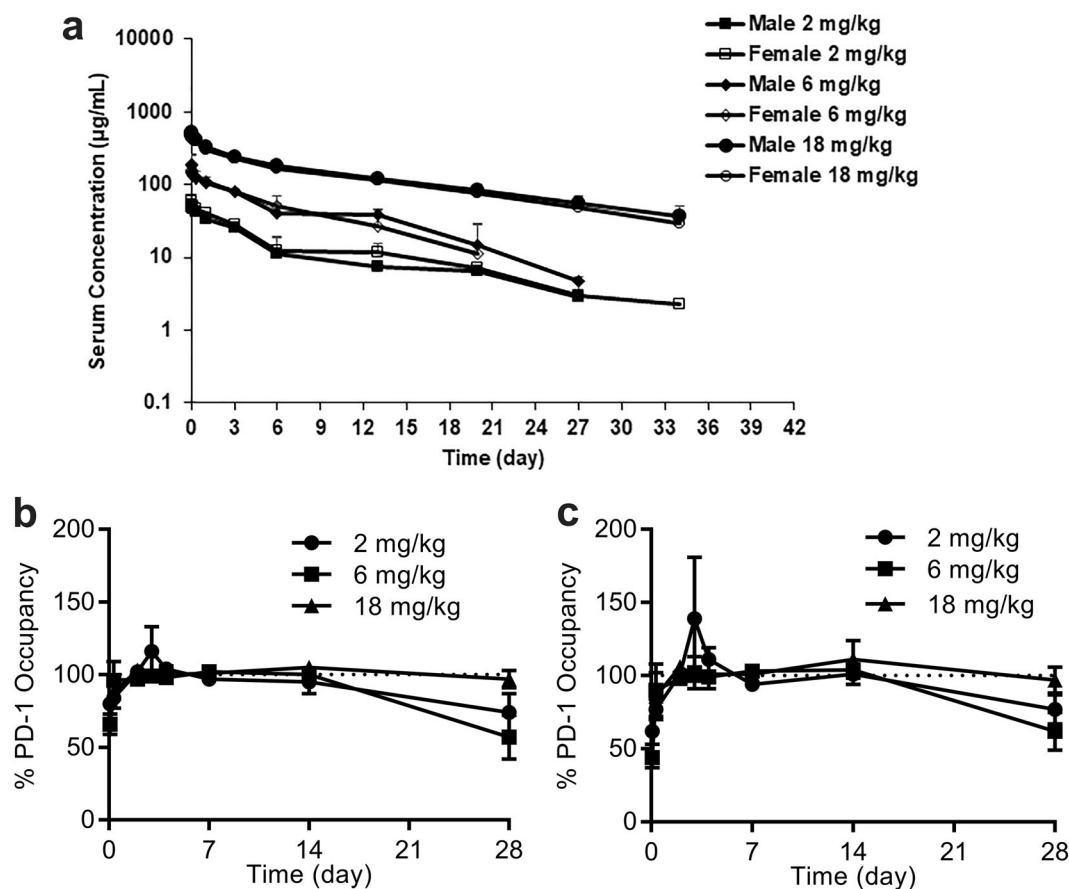 a
Serum Concentration (µg/mL)
10000
1000
100
10
1
0.1
0 3 6 9 12 15 18 21 24 27 30 33 36 39 42
Time (day)
Male 2 mg/kg
Female 2 mg/kg
Male 6 mg/kg
Female 6 mg/kg
Male 18 mg/kg
Female 18 mg/kg
b
% PD-1 Occupancy
200
150
100
50
0
0 7 14 21 28
Time (day)
2 mg/kg
6 mg/kg
18 mg/kg
c
% PD-1 Occupancy
200
150
100
50
0
0 7 14 21 28
Time (day)
2 mg/kg
6 mg/kg
18 mg/kg